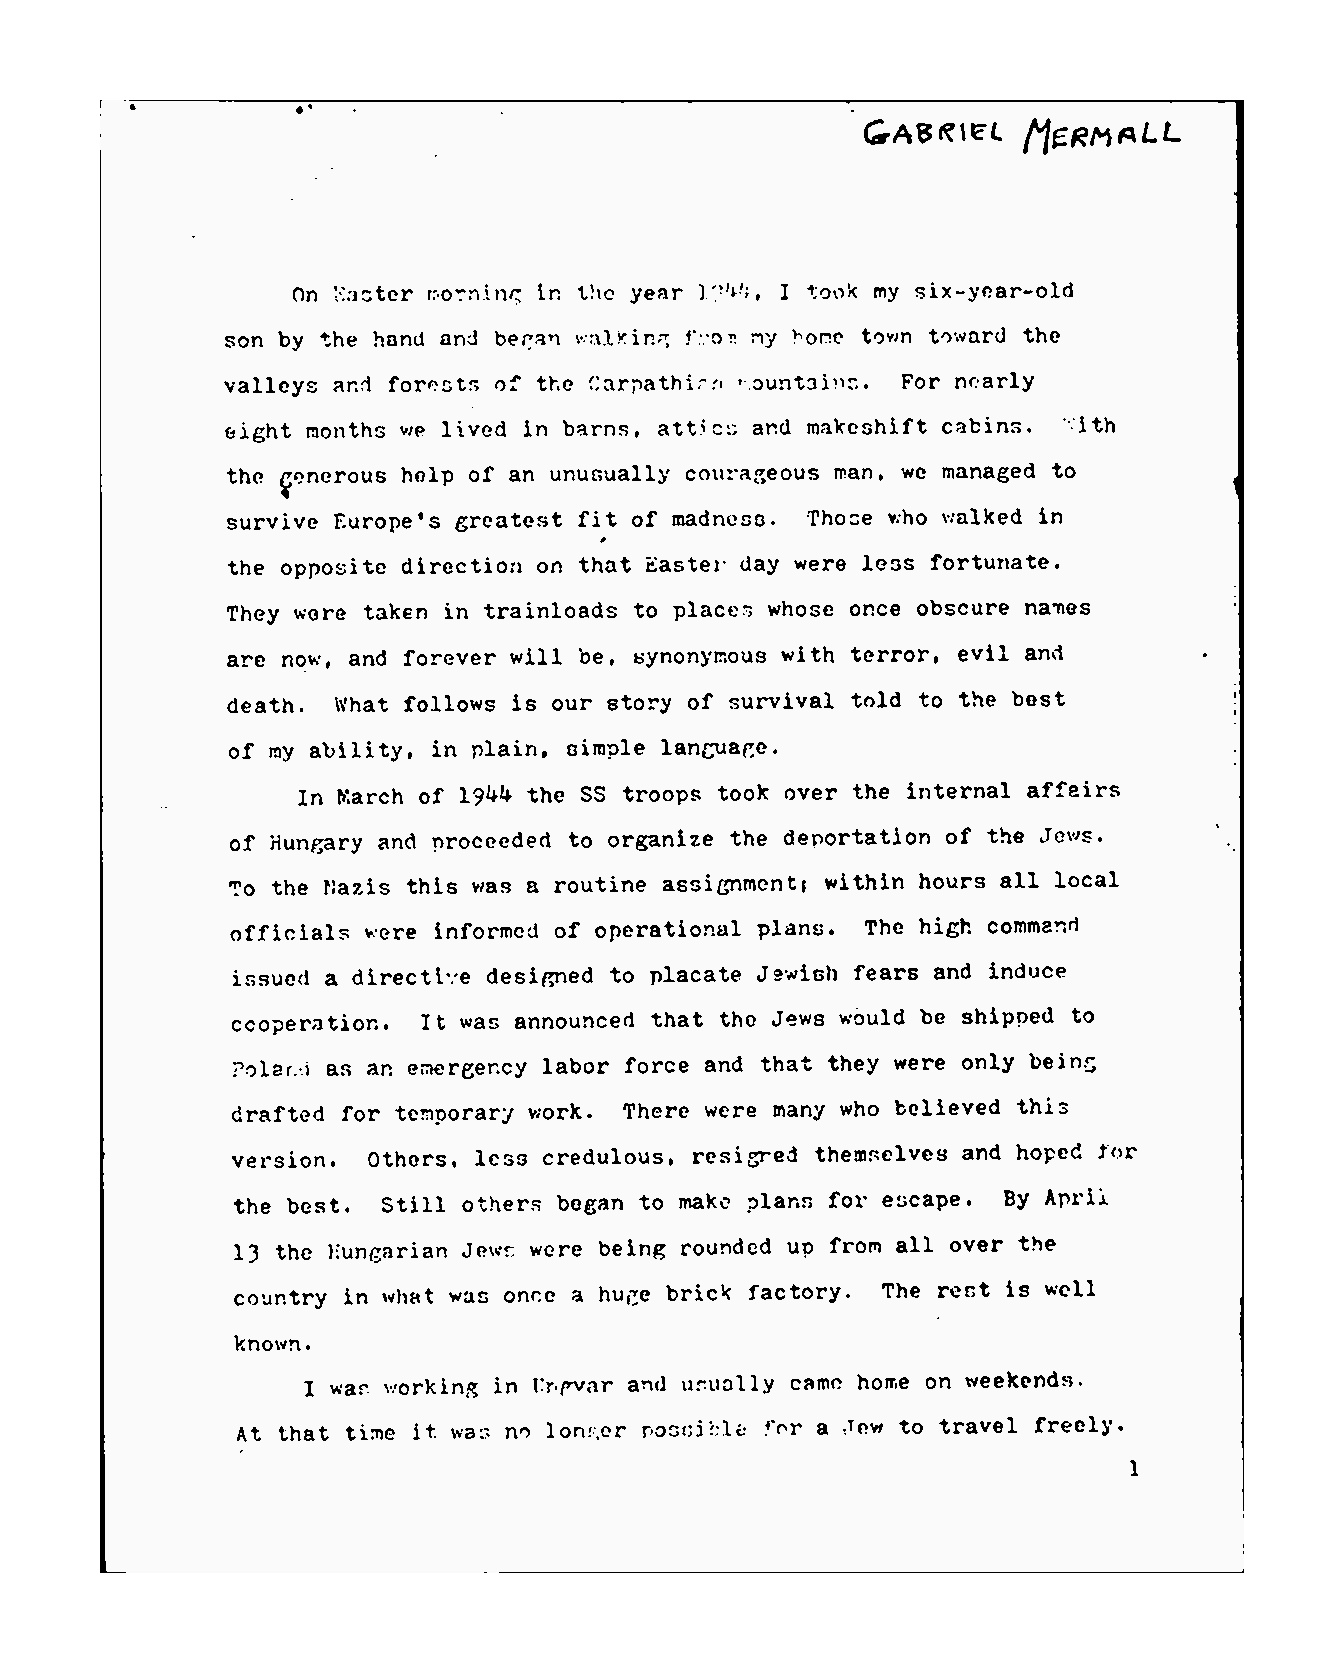 GABRIEL MERMALL
On Easter morning in the year 1944, I took my six-year-old
son by the hand and began walking from my home town toward the
valleys and forests of the Carpathian mountains. For nearly
eight months we lived in barns, attics and makeshift cabins. With
the generous help of an unusually courageous man, we managed to
survive Europe's greatest fit of madness. Those who walked in
the opposite direction on that Easter day were less fortunate.
They were taken in trainloads to places whose once obscure names
are now, and forever will be, synonymous with terror, evil and
death. What follows is our story of survival told to the best
of my ability, in plain, simple language.
In March of 1944 the SS troops took over the internal affairs
of Hungary and proceeded to organize the deportation of the Jews.
To the Nazis this was a routine assignment; within hours all local
officials were informed of operational plans. The high command
issued a directive designed to placate Jewish fears and induce
cooperation. It was announced that the Jews would be shipped to
Poland as an emergency labor force and that they were only being
drafted for temporary work. There were many who believed this
version. Others, less credulous, resigned themselves and hoped for
the best. Still others began to make plans for escape. By April
13 the Hungarian Jews were being rounded up from all over the
country in what was once a huge brick factory. The rest is well
known.
I was working in Ungvar and usually came home on weekends.
At that time it was no longer possible for a Jew to travel freely.
1